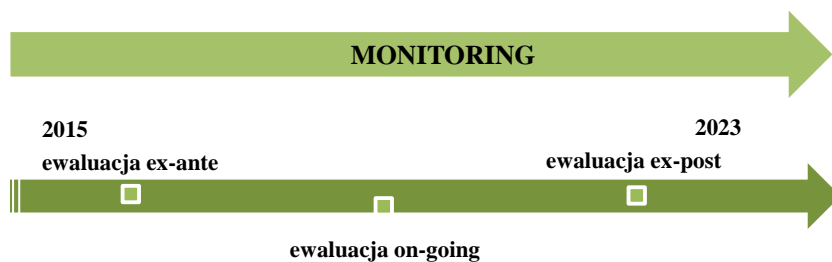 MONITORING
2015
2023
ewaluacja ex-ante
ewaluacja ex-post
ewaluacja on-going